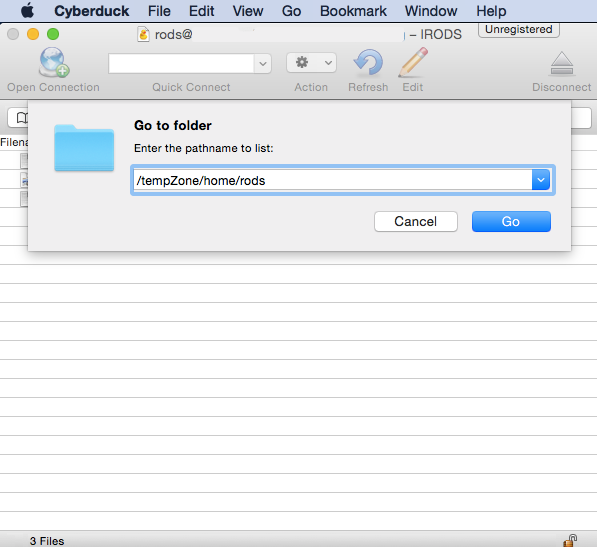 Cyberduck File Edit View Go Bookmark Window Help
rods@ – IRODS Unregistered
Open Connection Quick Connect Action Refresh Edit Disconnect
Go to folder
Enter the pathname to list:
/tempZone/home/rods
Cancel Go
3 Files